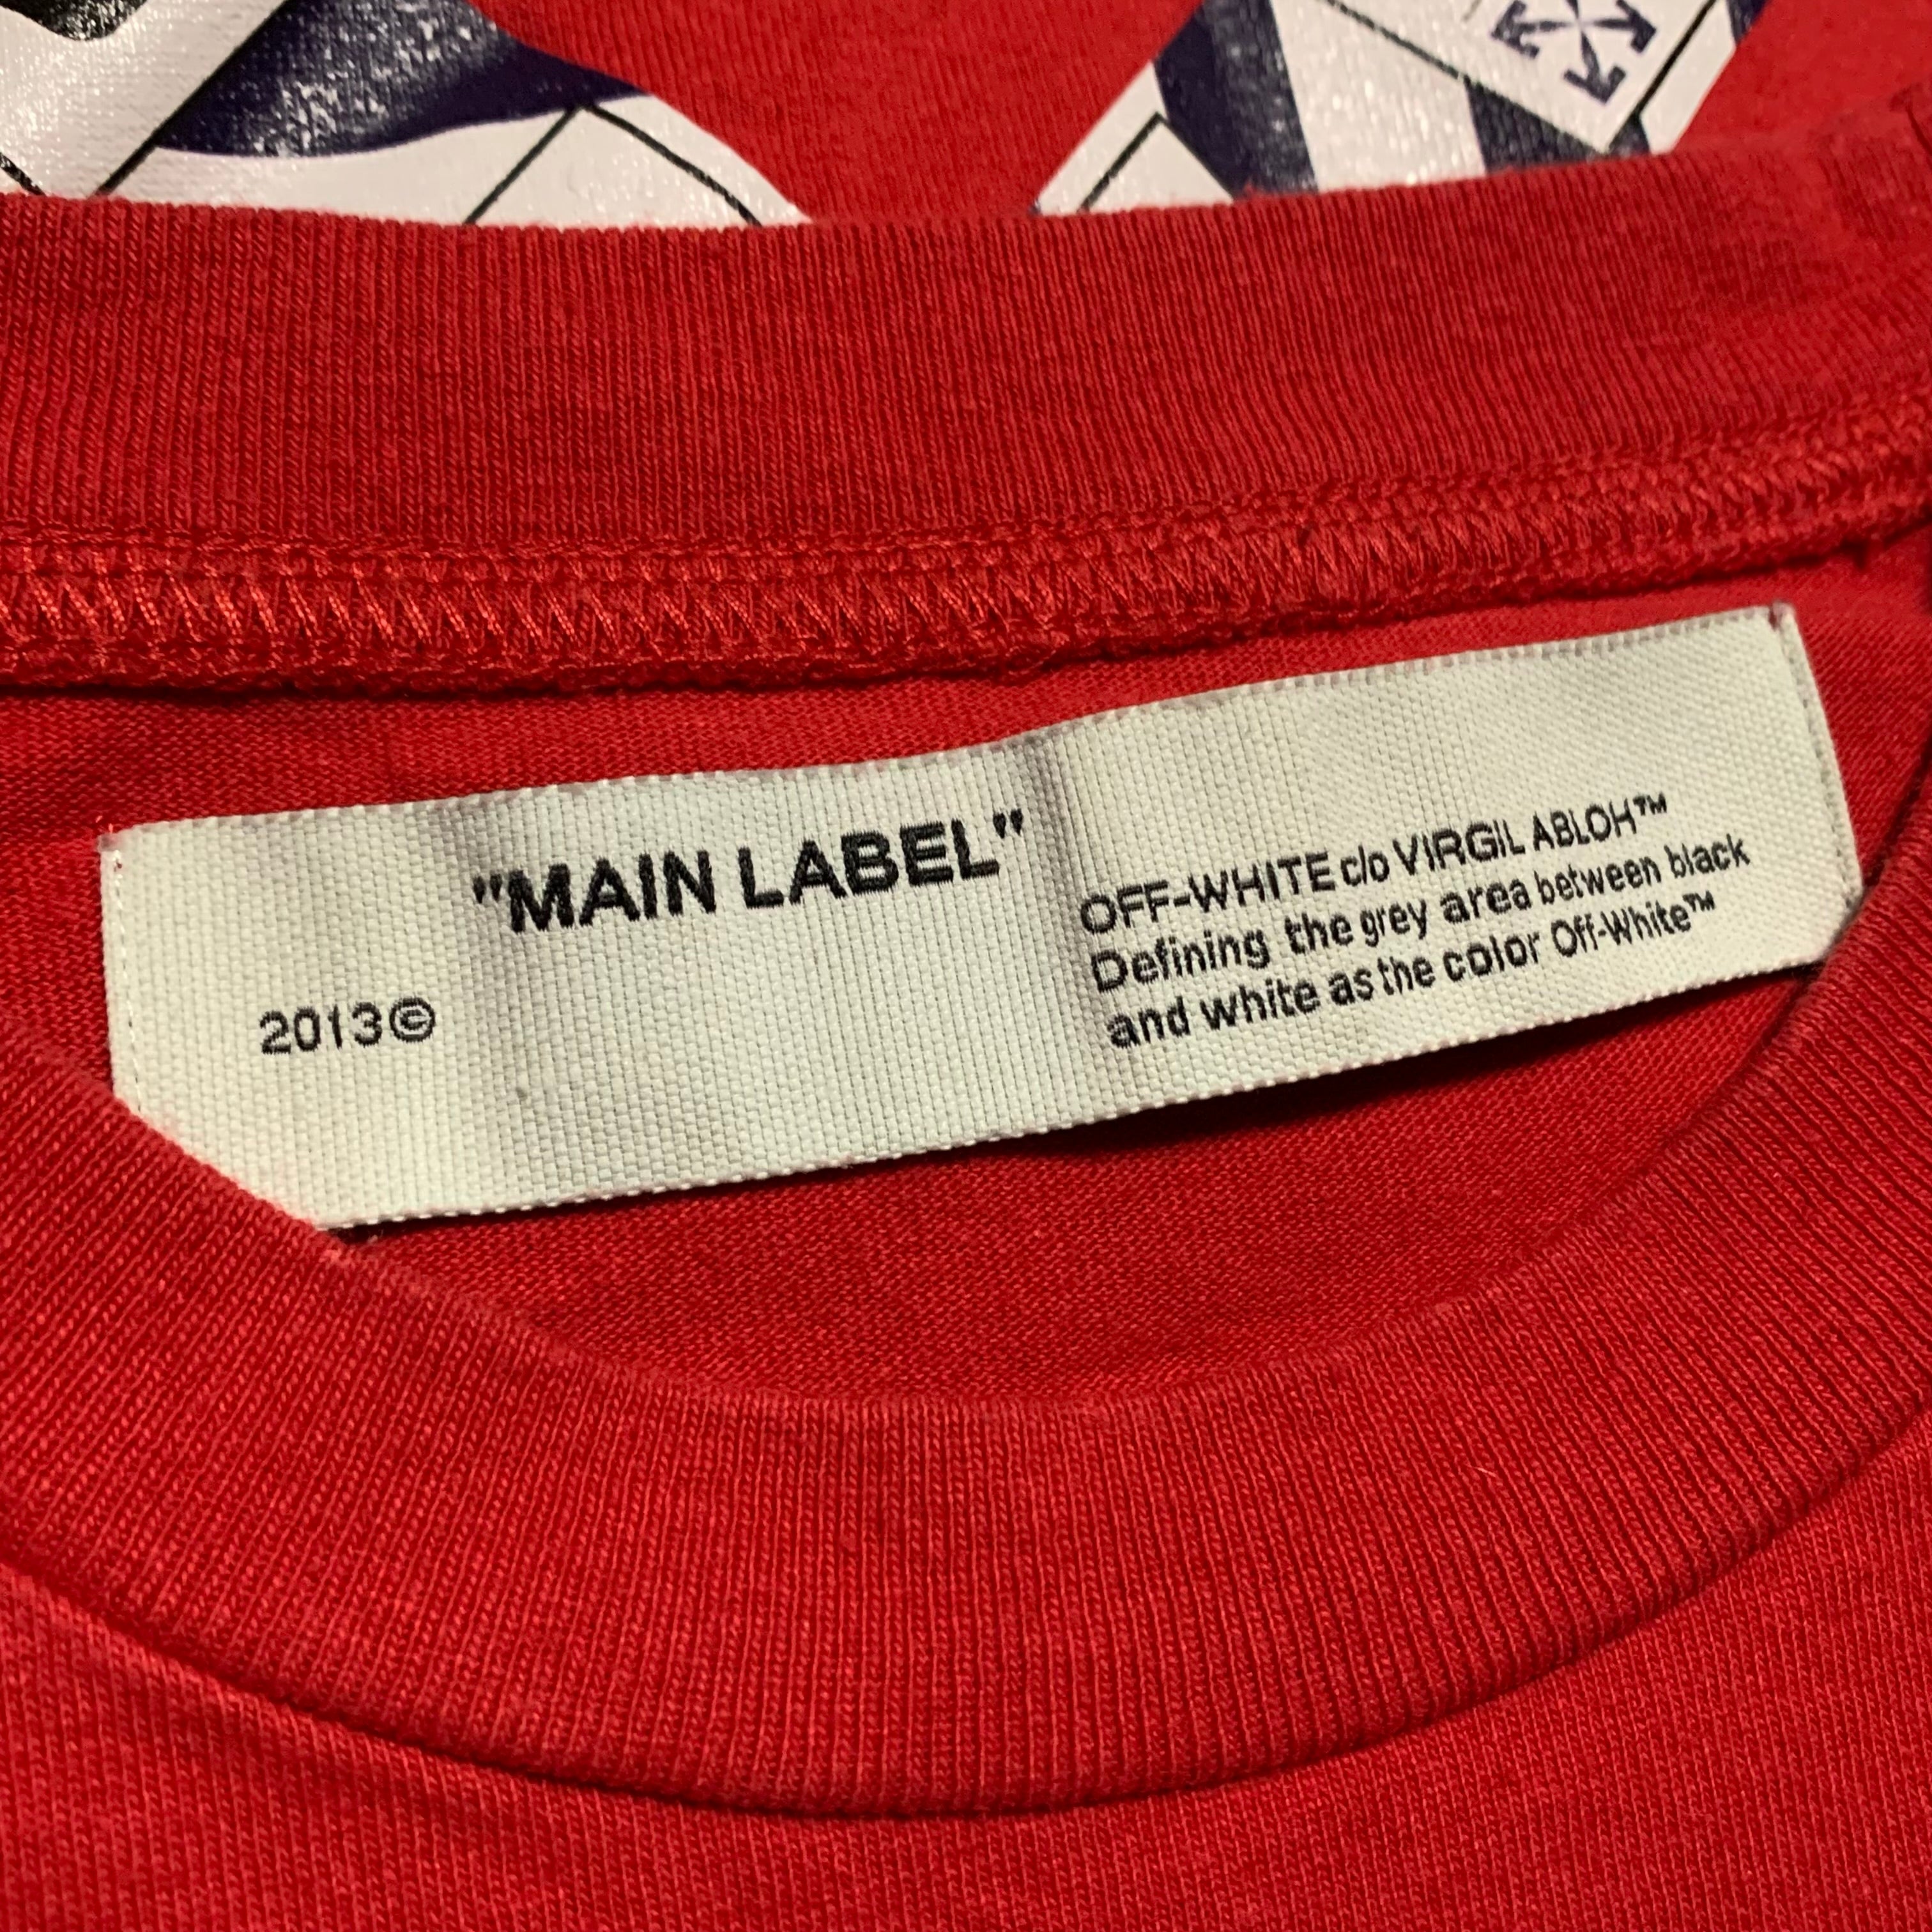 "MAIN LABEL"
2013©
OFF-WHITE c/o VIRGIL ABLOH™
Defining the grey area between black
and white as the color Off-White™